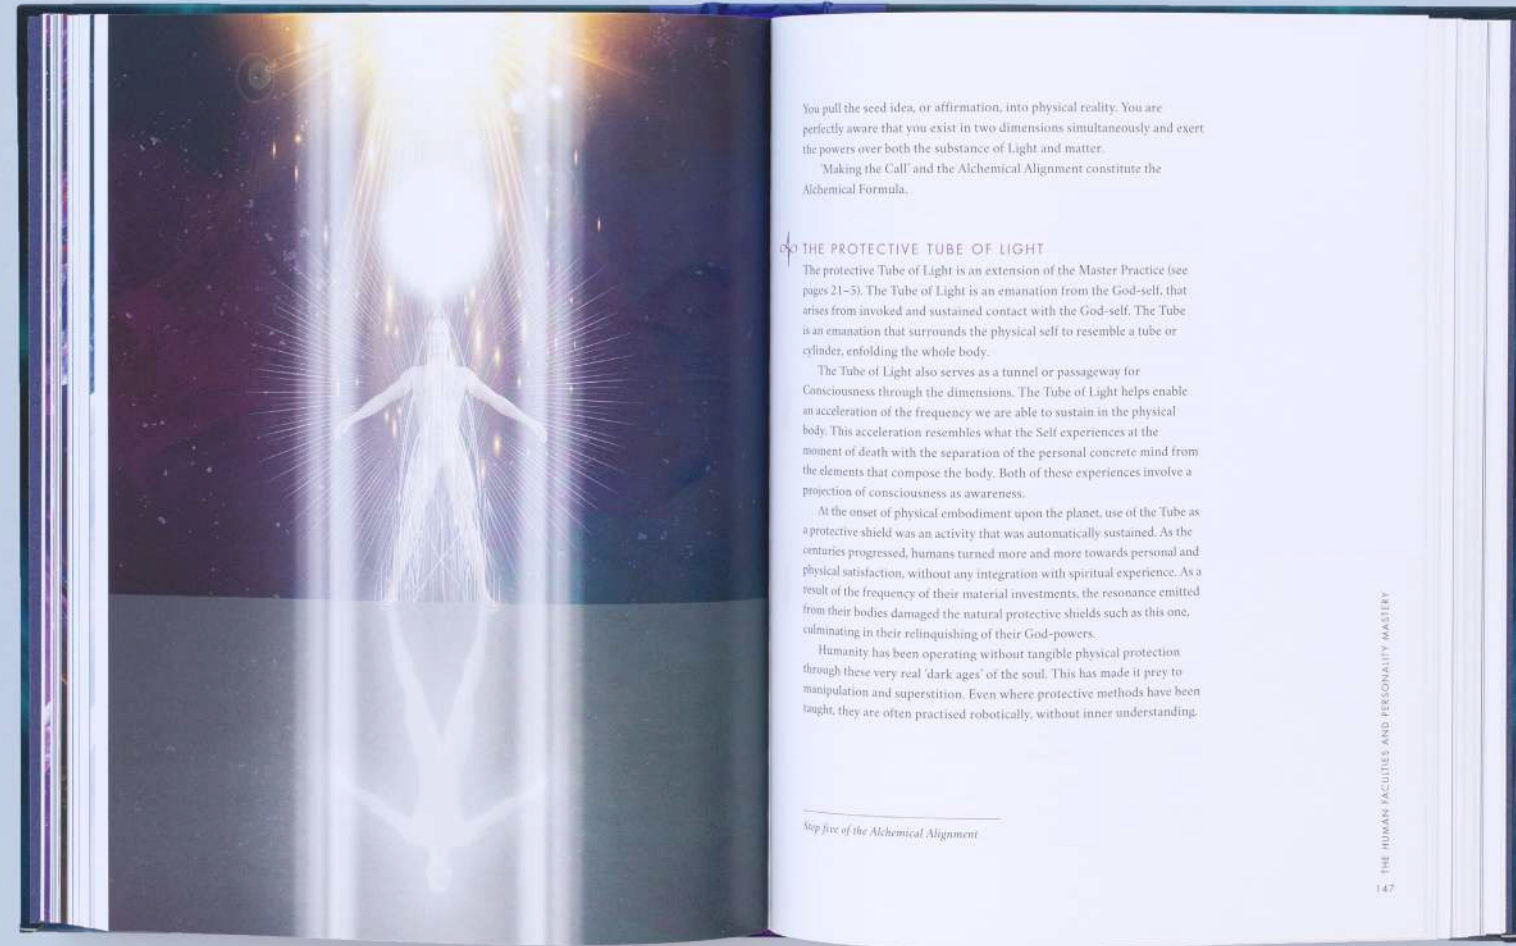 You pull the seed idea, or affirmation, into physical reality. You are
perfectly aware that you exist in two dimensions simultaneously and exert
the powers over both the substance of Light and matter.
'Making the Call' and the Alchemical Alignment constitute the
Alchemical Formula.
THE PROTECTIVE TUBE OF LIGHT
The protective Tube of Light is an extension of the Master Practice (see
pages 21–5). The Tube of Light is an emanation from the God-self, that
arises from invoked and sustained contact with the God-self. The Tube
is an emanation that surrounds the physical self to resemble a tube or
cylinder, enfolding the whole body.
The Tube of Light also serves as a tunnel or passageway for
Consciousness through the dimensions. The Tube of Light helps enable
an acceleration of the frequency we are able to sustain in the physical
body. This acceleration resembles what the Self experiences at the
moment of death with the separation of the personal concrete mind from
the elements that compose the body. Both of these experiences involve a
projection of consciousness as awareness.
At the onset of physical embodiment upon the planet, use of the Tube as
a protective shield was an activity that was automatically sustained. As the
centuries progressed, humans turned more and more towards personal and
physical satisfaction, without any integration with spiritual experience. As a
result of the frequency of their material investments, the resonance emitted
from their bodies damaged the natural protective shields such as this one,
culminating in their relinquishing of their God-powers.
Humanity has been operating without tangible physical protection
through these very real 'dark ages' of the soul. This has made it prey to
manipulation and superstition. Even where protective methods have been
taught, they are often practised robotically, without inner understanding.
Step five of the Alchemical Alignment
THE HUMAN FACULTIES AND PERSONALITY MASTERY
147